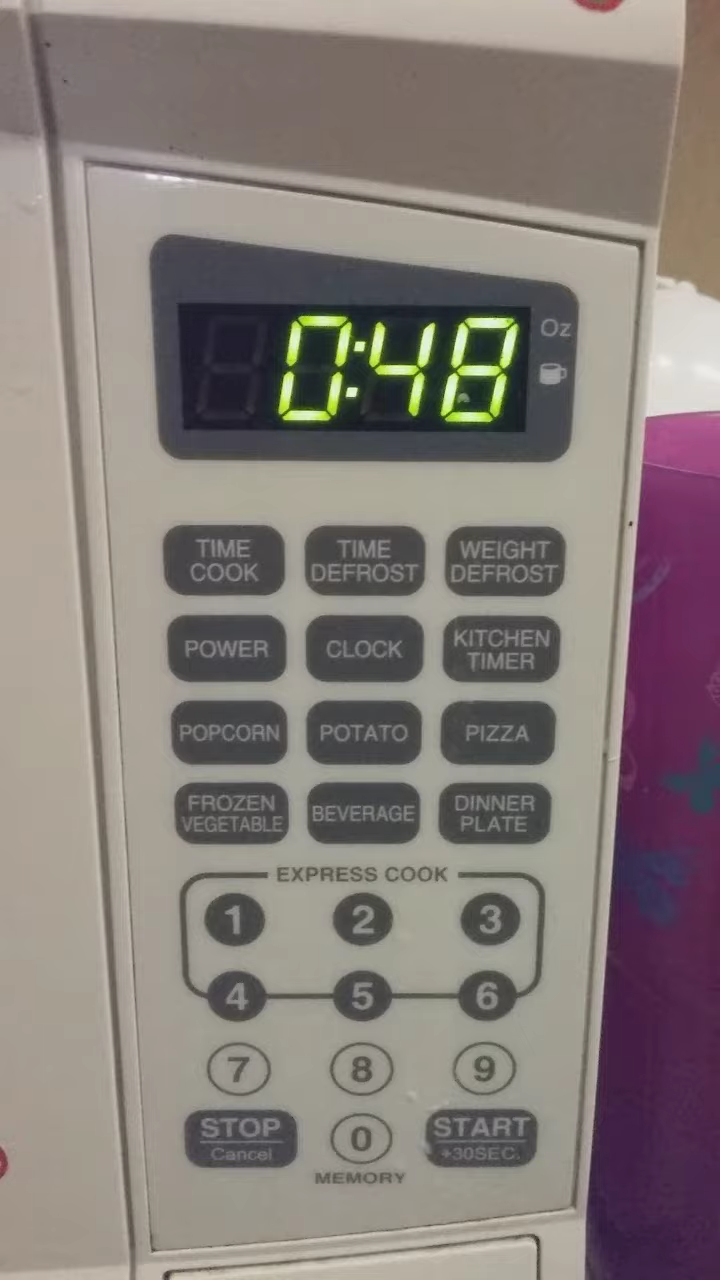 0:48
Oz
TIME COOK
TIME DEFROST
WEIGHT DEFROST
POWER
CLOCK
KITCHEN TIMER
POPCORN
POTATO
PIZZA
FROZEN VEGETABLE
BEVERAGE
DINNER PLATE
EXPRESS COOK
1 2 3
4 5 6
7 8 9
STOP
Cancel
0
START
+30SEC.
MEMORY